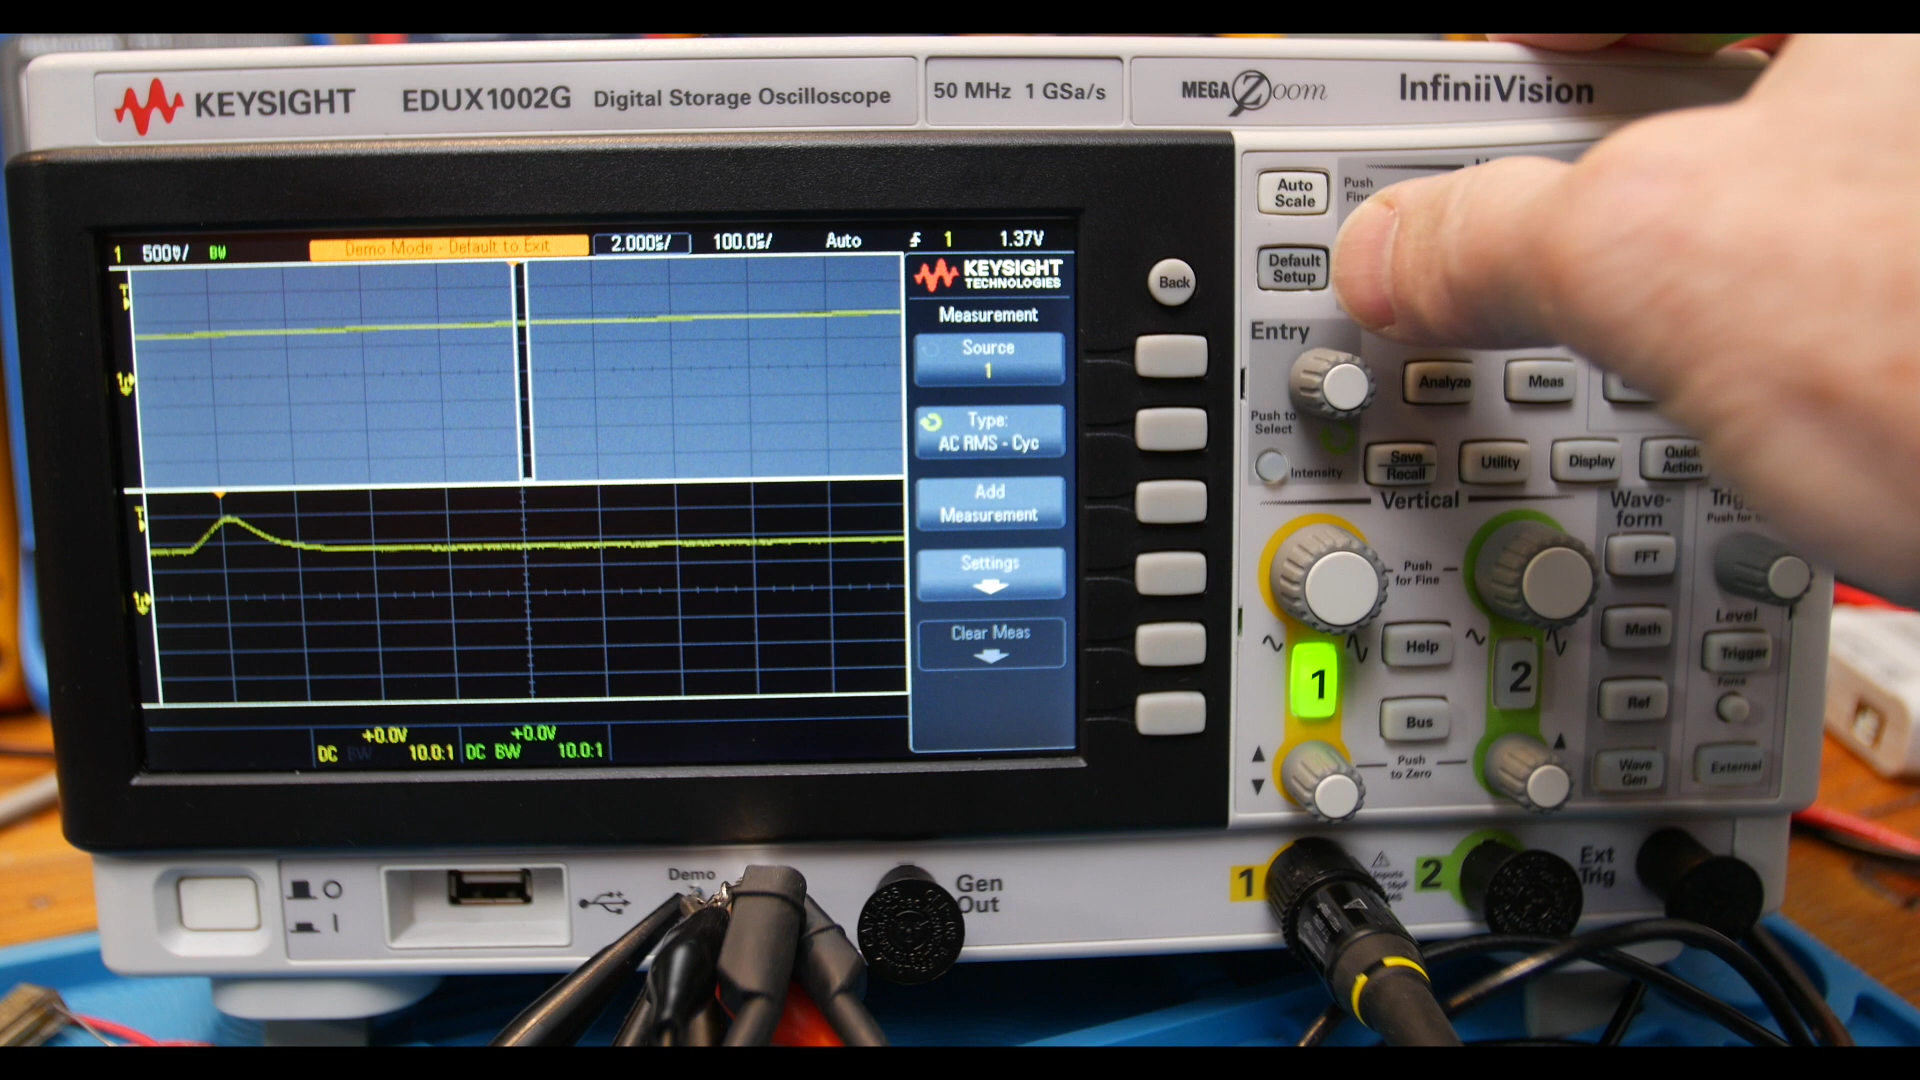 KEYSIGHT EDUX1002G Digital Storage Oscilloscope 50 MHz 1 GSa/s MEGA Zoom InfiniiVision
Auto Scale
Push
Default Setup
1 500V/ BW Demo Mode - Default to Exit 2.000s/ 100.0s/ Auto 1 1.37V
KEYSIGHT
TECHNOLOGIES
Measurement
Source
1
Type:
AC RMS - Cyc
Add
Measurement
Settings
Clear Meas
+0.0V +0.0V
DC BW 10.0:1 DC BW 10.0:1
Back
Entry
Push to
Select
Intensity
Analyze
Meas
Save
Recall
Utility
Display
Quick
Action
Vertical
Push
for Fine
1
2
Help
Bus
Push
to Zero
Wave-
form
FFT
Math
Ref
Wave
Gen
Level
Trigger
Force
External
Demo
Gen
Out
1
2
Ext
Trig